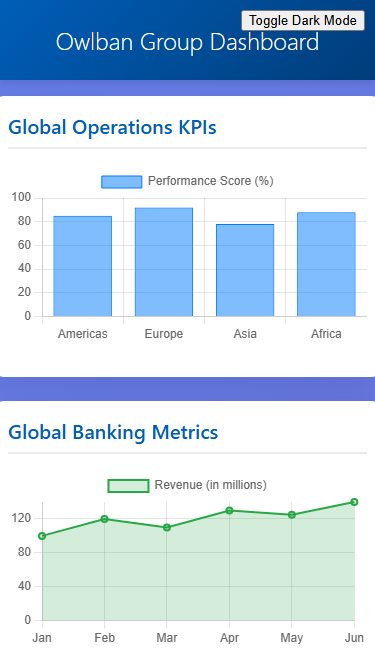 Toggle Dark Mode
Owlban Group Dashboard
Global Operations KPIs
Performance Score (%)
100
80
60
40
20
0
Americas Europe Asia Africa
Global Banking Metrics
Revenue (in millions)
120
80
40
0
Jan Feb Mar Apr May Jun